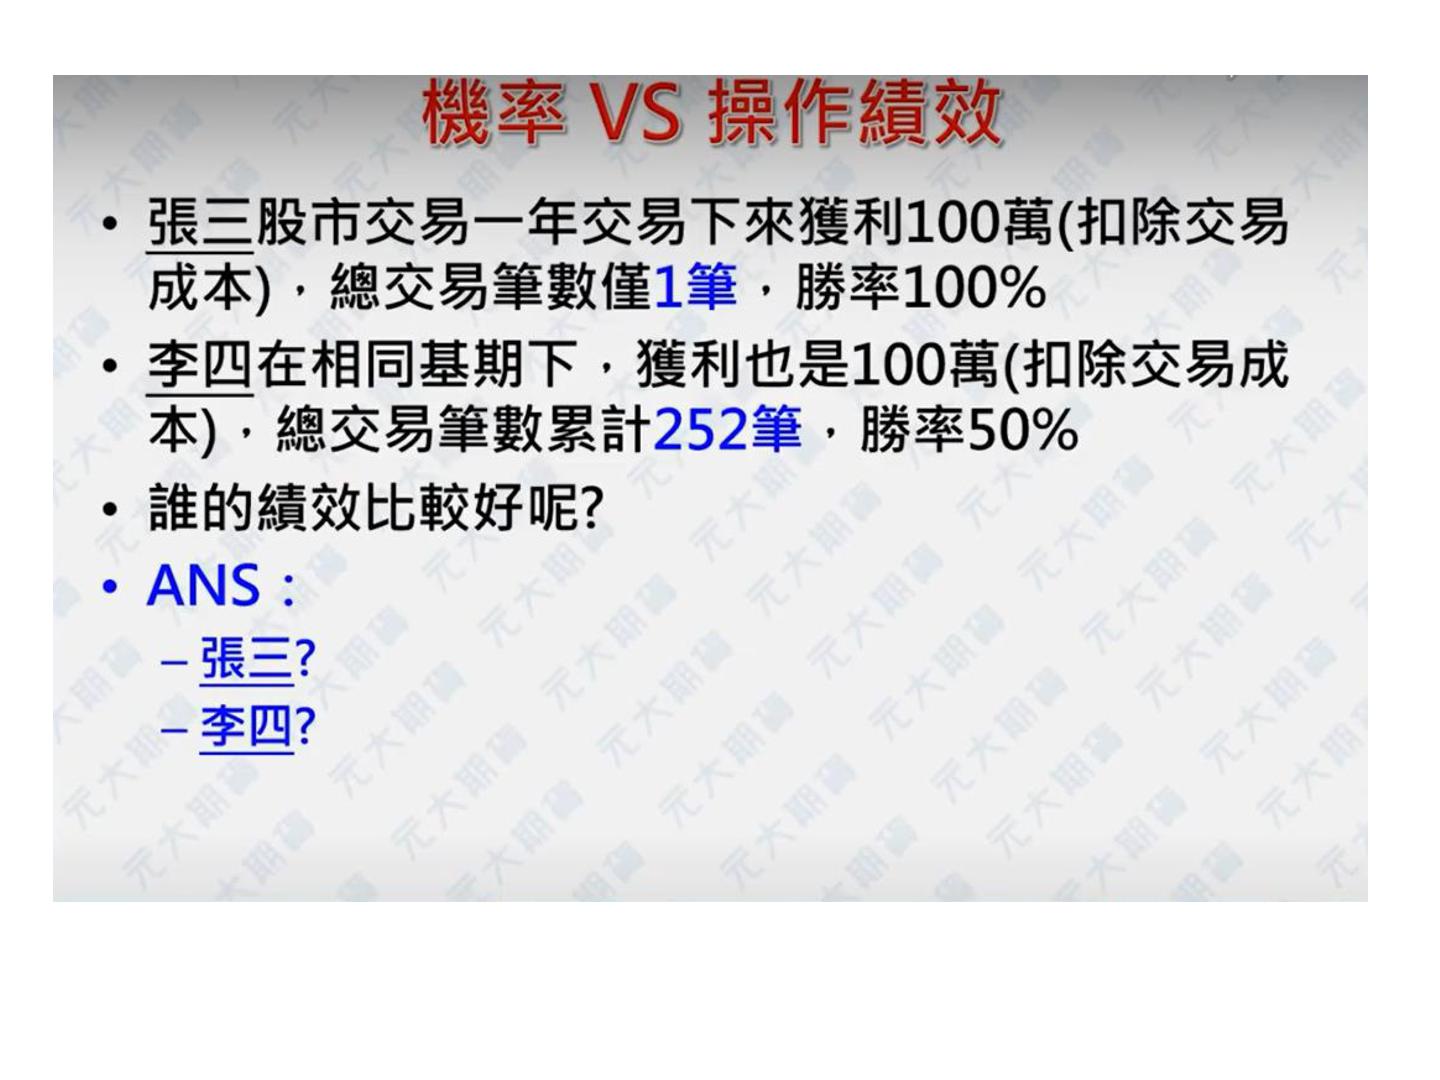 機率 VS 操作績效
• 張三股市交易一年交易下來獲利100萬(扣除交易
成本)，總交易筆數僅1筆，勝率100%
• 李四在相同基期下，獲利也是100萬(扣除交易成
本)，總交易筆數累計252筆，勝率50%
• 誰的績效比較好呢?
• ANS：
– 張三?
– 李四?
元大期貨